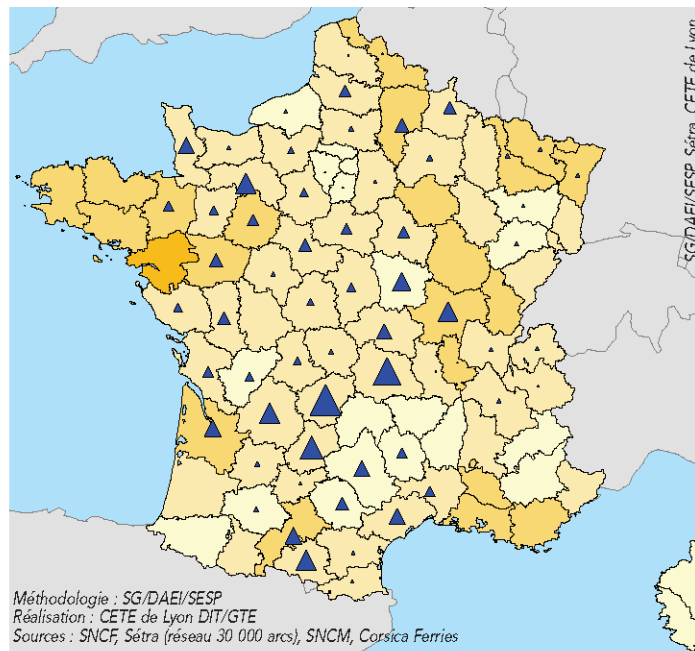 SG/DAEI/SESP, Sétra, CETE de Lyon
Méthodologie : SG/DAEI/SESP
Réalisation : CETE de Lyon DIT/GTE
Sources : SNCF, Sétra (réseau 30 000 arcs), SNCM, Corsica Ferries